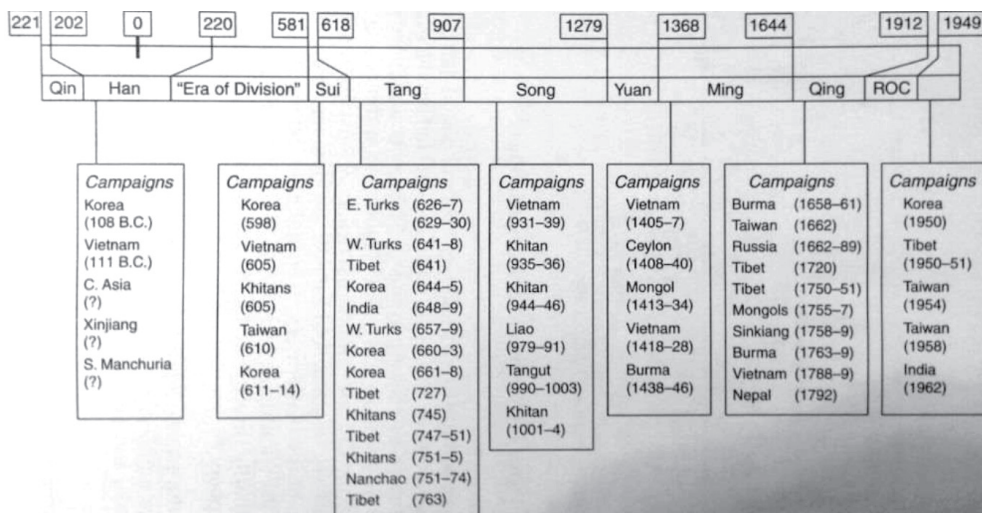 221
202
0
220
581
618
907
1279
1368
1644
1912
1949
Qin
Han
"Era of Division"
Sui
Tang
Song
Yuan
Ming
Qing
ROC
Campaigns
Korea
(108 B.C.)
Vietnam
(111 B.C.)
C. Asia
(?)
Xinjiang
(?)
S. Manchuria
(?)
Campaigns
Korea
(598)
Vietnam
(605)
Khitans
(605)
Taiwan
(610)
Korea
(611–14)
Campaigns
E. Turks (626–7)
(629–30)
W. Turks (641–8)
Tibet (641)
Korea (644–5)
India (648–9)
W. Turks (657–9)
Korea (660–3)
Korea (661–8)
Tibet (727)
Khitans (745)
Tibet (747–51)
Khitans (751–5)
Nanchao (751–74)
Tibet (763)
Campaigns
Vietnam
(931–39)
Khitan
(935–36)
Khitan
(944–46)
Liao
(979–91)
Tangut
(990–1003)
Khitan
(1001–4)
Campaigns
Vietnam
(1405–7)
Ceylon
(1408–40)
Mongol
(1413–34)
Vietnam
(1418–28)
Burma
(1438–46)
Campaigns
Burma (1658–61)
Taiwan (1662)
Russia (1662–89)
Tibet (1720)
Tibet (1750–51)
Mongols (1755–7)
Sinkiang (1758–9)
Burma (1763–9)
Vietnam (1788–9)
Nepal (1792)
Campaigns
Korea
(1950)
Tibet
(1950–51)
Taiwan
(1954)
Taiwan
(1958)
India
(1962)